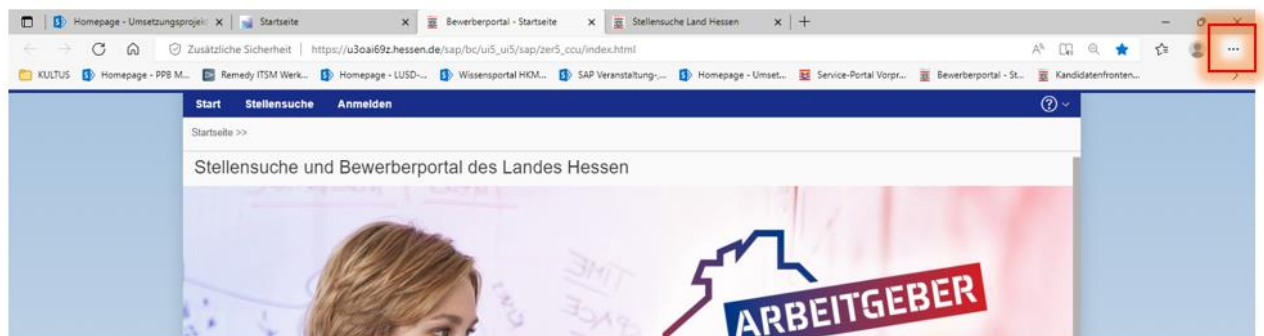 Homepage - Umsetzungsprojek
Startseite
Bewerberportal - Startseite
Stellensuche Land Hessen
Zusätzliche Sicherheit | https://u3oai69z.hessen.de/sap/bc/ui5_ui5/sap/zer5_ccu/index.html
KULTUS Homepage - PPB M... Remedy ITSM Werk... Homepage - LUSD-... Wissensportal HKM... SAP Veranstaltung-,... Homepage - Umset... Service-Portal Vorpr... Bewerberportal - St... Kandidatenfronten...
Start Stellensuche Anmelden
Startseite >>
Stellensuche und Bewerberportal des Landes Hessen
TIME
SPACE
ARBEITGEBER